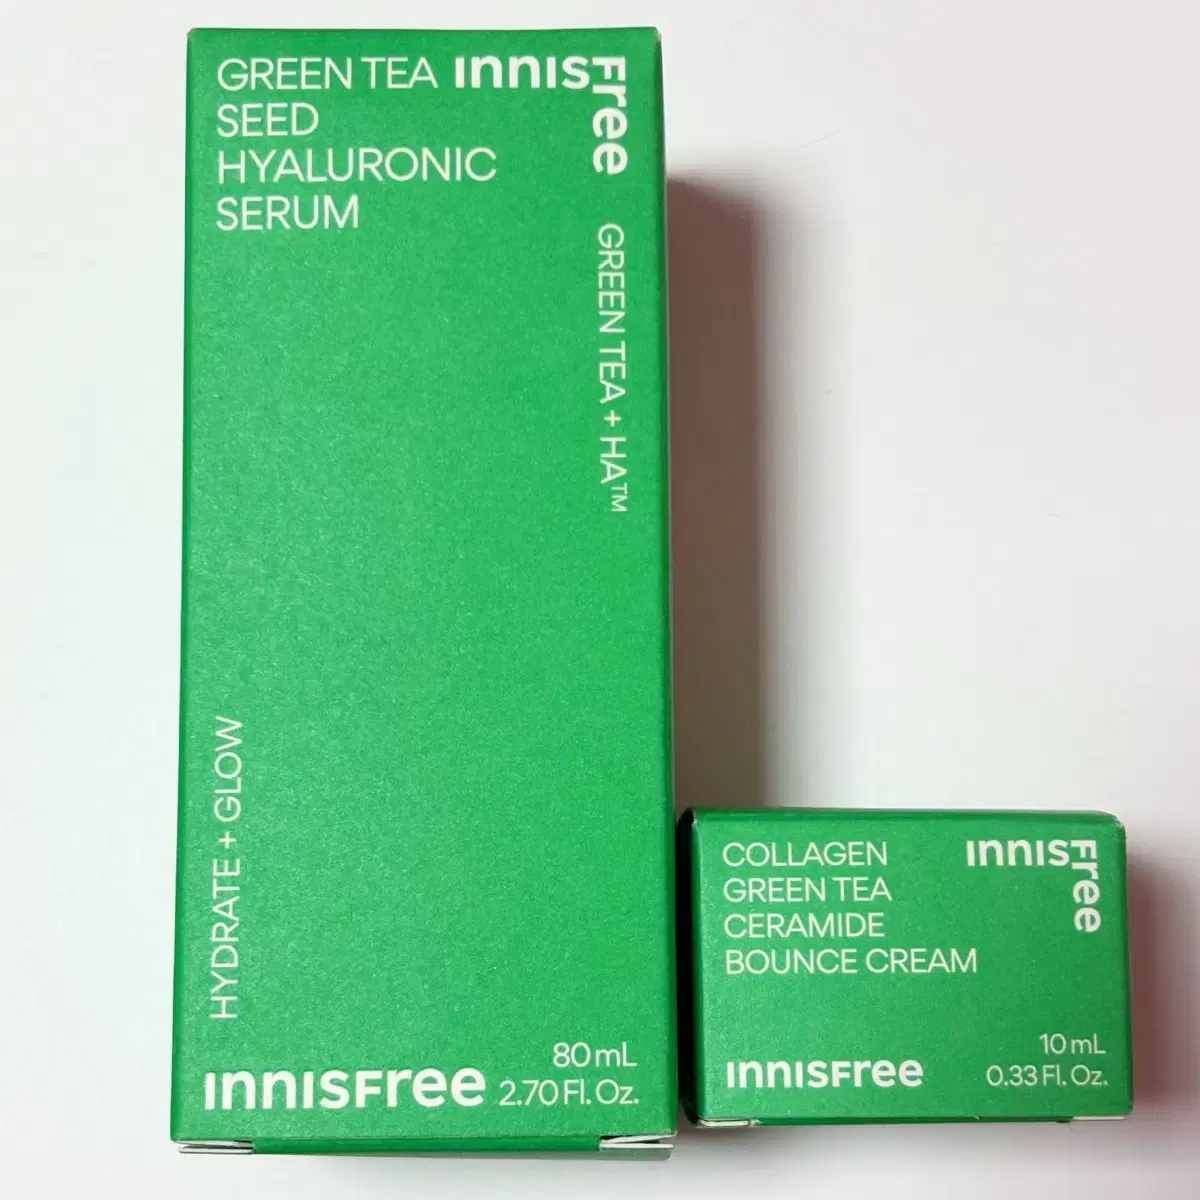 GREEN TEA
SEED
HYALURONIC
SERUM
innisfree
GREEN TEA + HA™
HYDRATE + GLOW
innisfree
80 mL
2.70 Fl. Oz.
COLLAGEN
GREEN TEA
CERAMIDE
BOUNCE CREAM
innisfree
innisfree
10 mL
0.33 Fl. Oz.